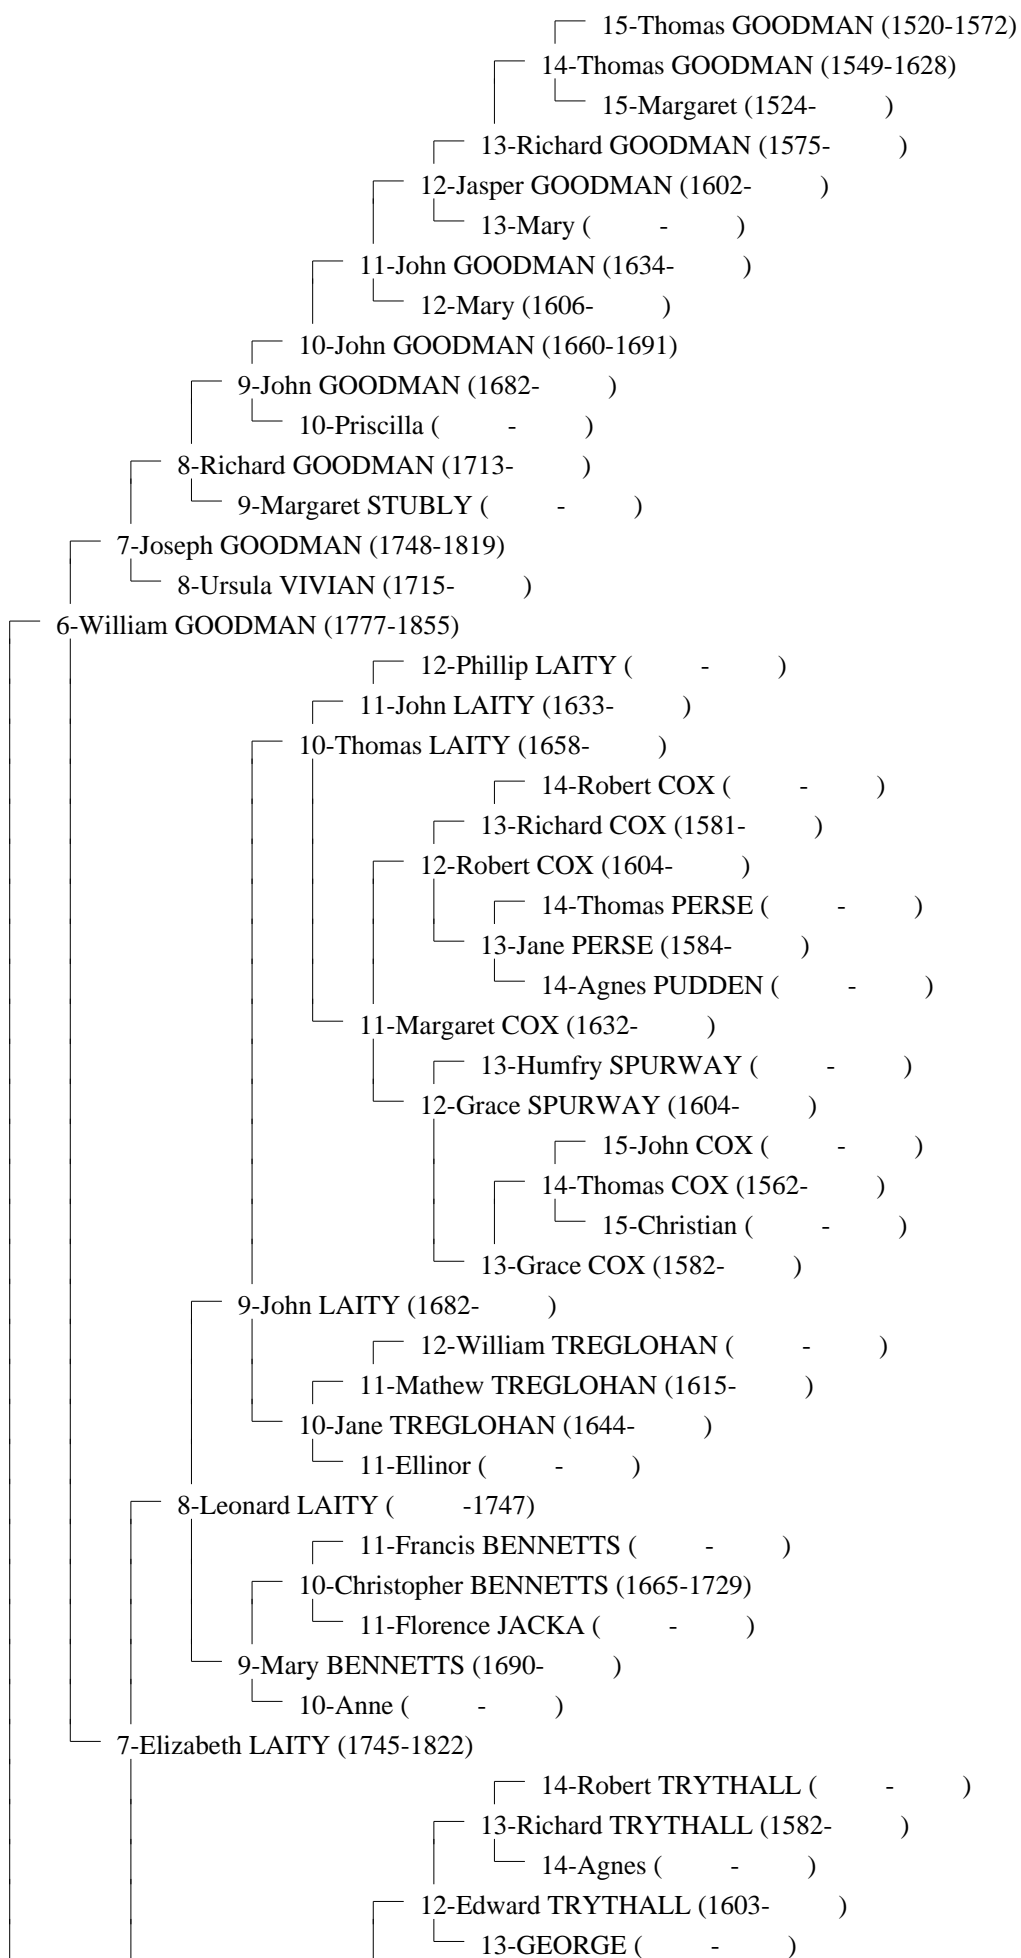 15-Thomas GOODMAN (1520-1572)
14-Thomas GOODMAN (1549-1628)
15-Margaret (1524- )
13-Richard GOODMAN (1575- )
12-Jasper GOODMAN (1602- )
13-Mary ( - )
11-John GOODMAN (1634- )
12-Mary (1606- )
10-John GOODMAN (1660-1691)
9-John GOODMAN (1682- )
10-Priscilla ( - )
8-Richard GOODMAN (1713- )
9-Margaret STUBLY ( - )
7-Joseph GOODMAN (1748-1819)
8-Ursula VIVIAN (1715- )
6-William GOODMAN (1777-1855)
12-Phillip LAITY ( - )
11-John LAITY (1633- )
10-Thomas LAITY (1658- )
14-Robert COX ( - )
13-Richard COX (1581- )
12-Robert COX (1604- )
14-Thomas PERSE ( - )
13-Jane PERSE (1584- )
14-Agnes PUDDEN ( - )
11-Margaret COX (1632- )
13-Humfry SPURWAY ( - )
12-Grace SPURWAY (1604- )
15-John COX ( - )
14-Thomas COX (1562- )
15-Christian ( - )
13-Grace COX (1582- )
9-John LAITY (1682- )
12-William TREGLOHAN ( - )
11-Mathew TREGLOHAN (1615- )
10-Jane TREGLOHAN (1644- )
11-Ellinor ( - )
8-Leonard LAITY ( -1747)
11-Francis BENNETTS ( - )
10-Christopher BENNETTS (1665-1729)
11-Florence JACKA ( - )
9-Mary BENNETTS (1690- )
10-Anne ( - )
7-Elizabeth LAITY (1745-1822)
14-Robert TRYTHALL ( - )
13-Richard TRYTHALL (1582- )
14-Agnes ( - )
12-Edward TRYTHALL (1603- )
13-GEORGE ( - )